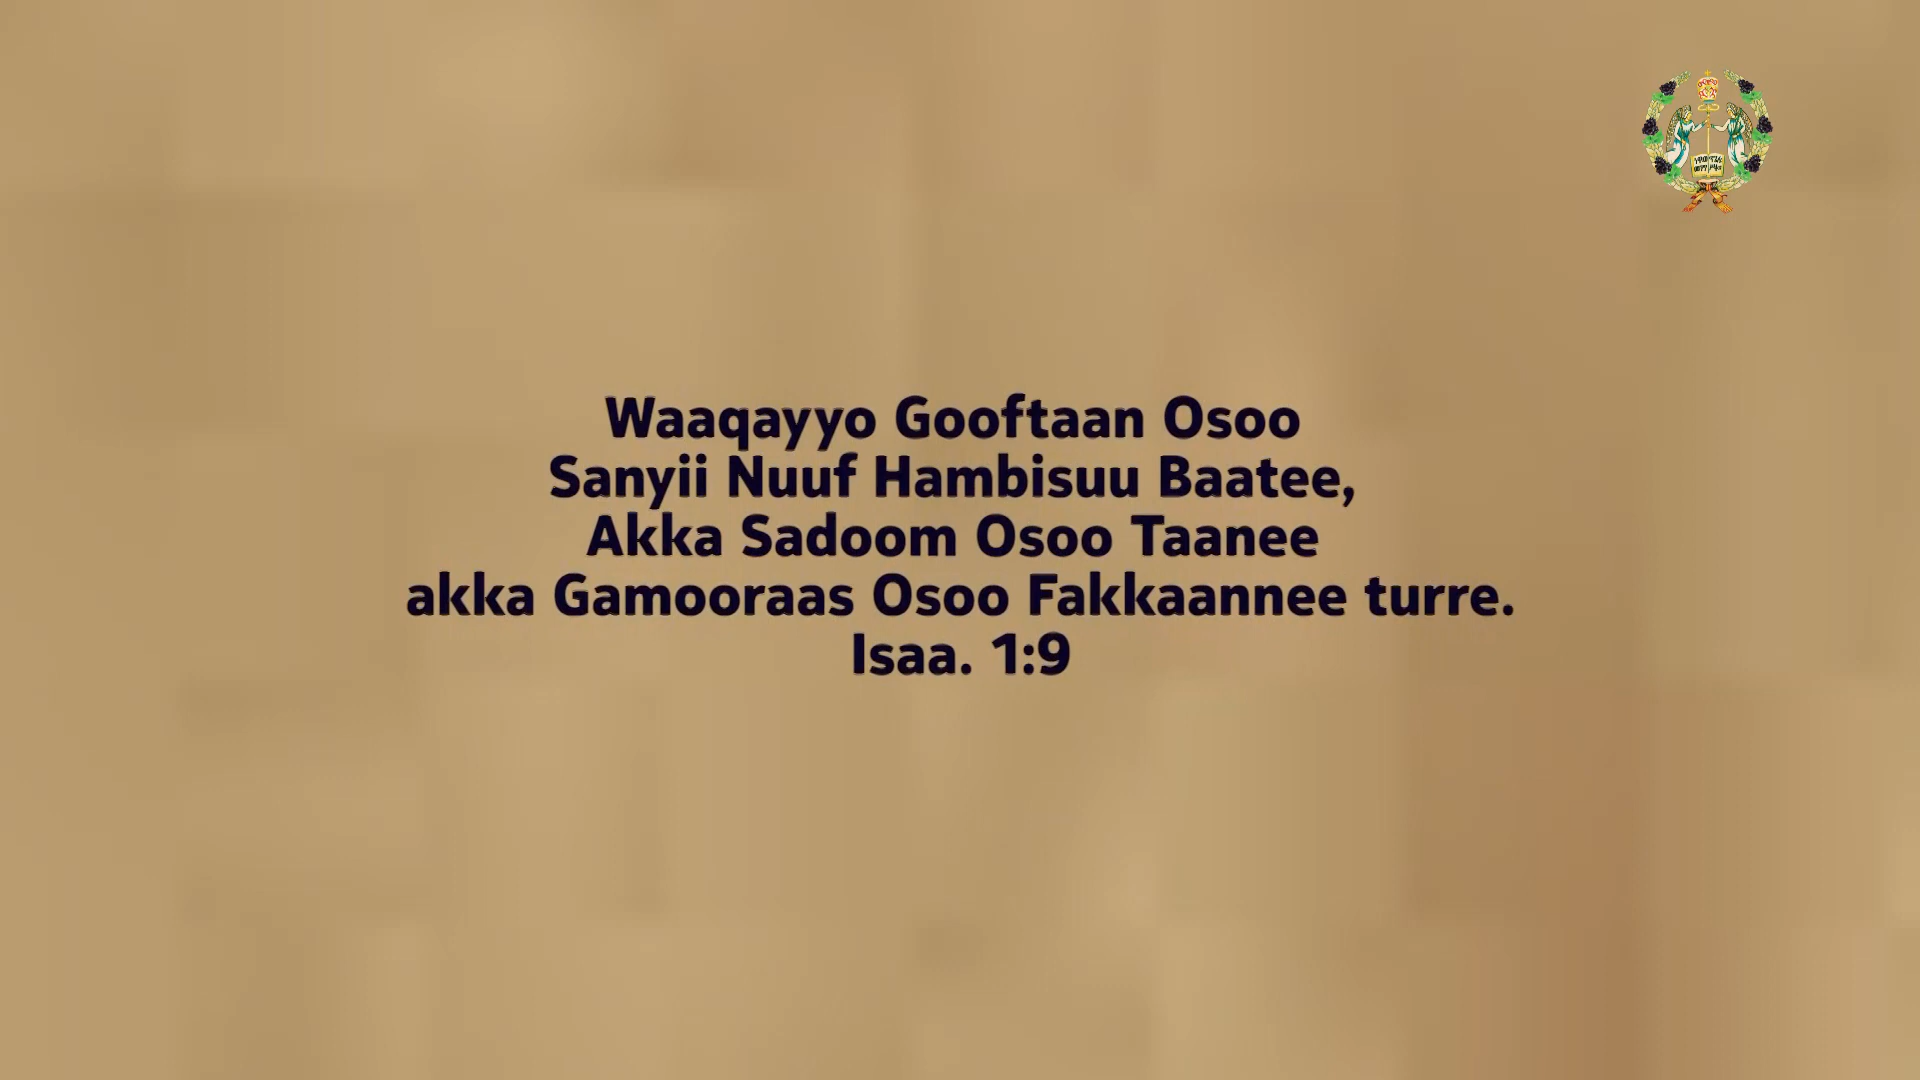 Waaqayyo Gooftaan Osoo
Sanyii Nuuf Hambisuu Baatee,
Akka Sadoom Osoo Taanee
akka Gamooraas Osoo Fakkaannee turre.
Isaa. 1:9